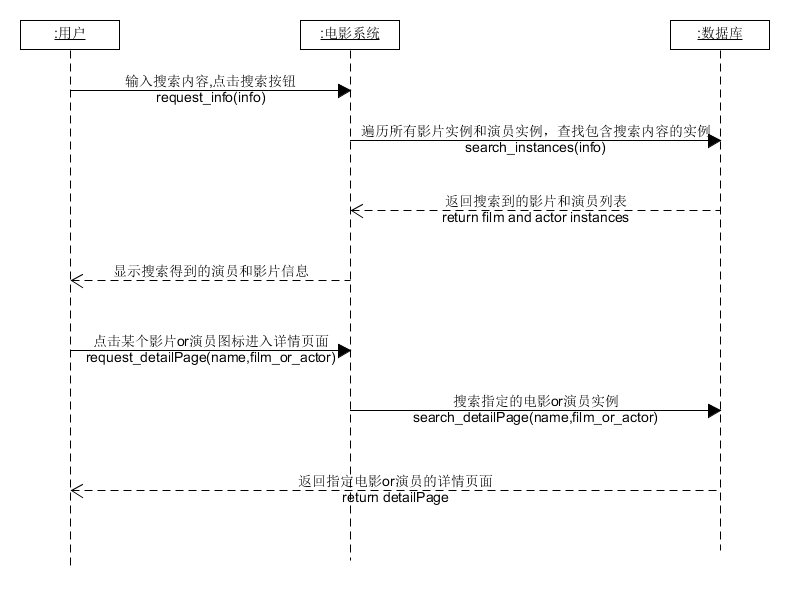 :用户
:电影系统
:数据库
输入搜索内容,点击搜索按钮
request_info(info)
遍历所有影片实例和演员实例，查找包含搜索内容的实例
search_instances(info)
返回搜索到的影片和演员列表
return film and actor instances
显示搜索得到的演员和影片信息
点击某个影片or演员图标进入详情页面
request_detailPage(name,film_or_actor)
搜索指定的电影or演员实例
search_detailPage(name,film_or_actor)
返回指定电影or演员的详情页面
return detailPage